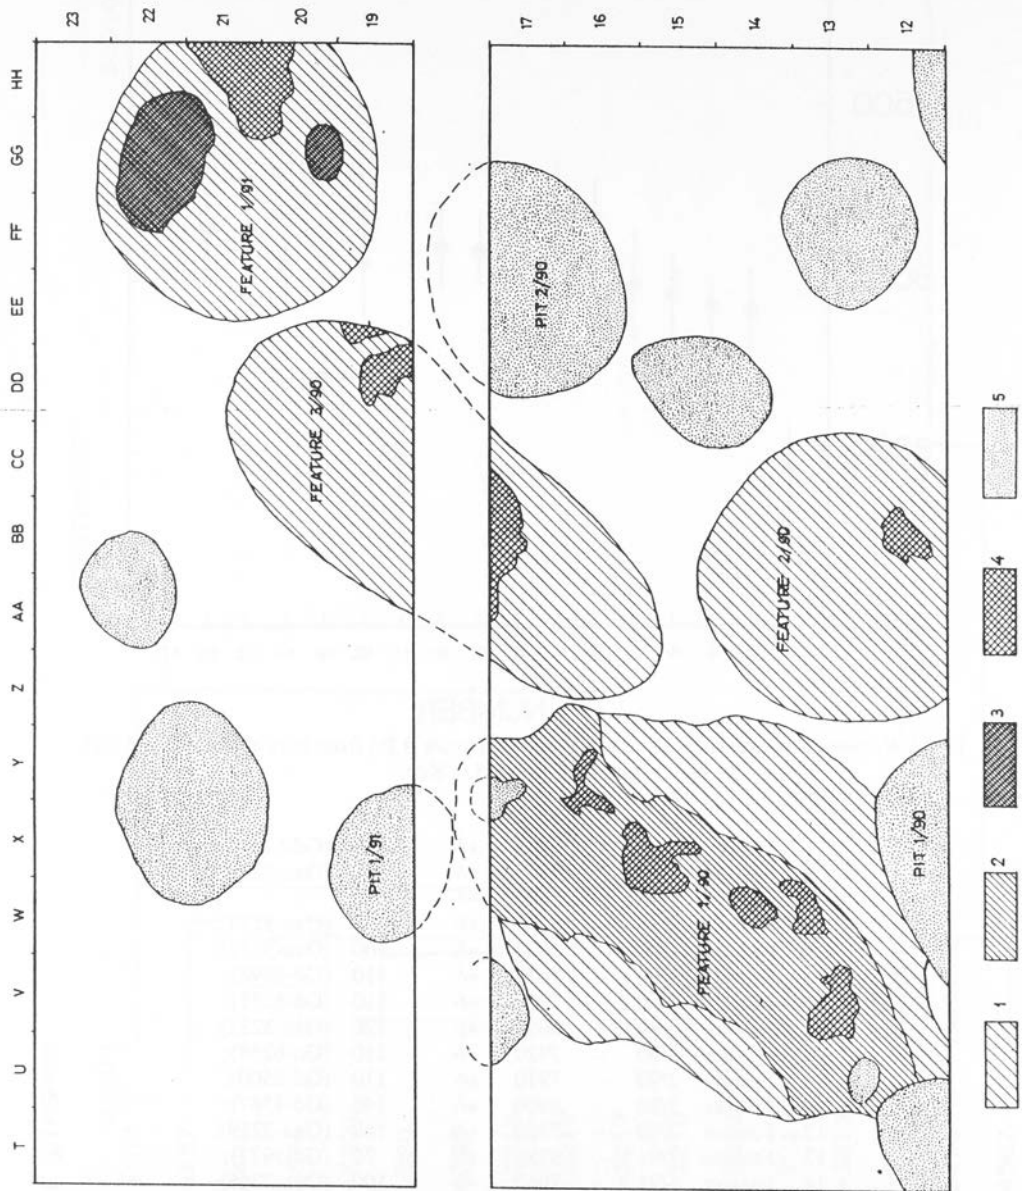 23
22
21
20
19
17
16
15
14
13
12
HH
GG
FF
EE
DD
CC
BB
AA
Z
Y
X
W
V
U
T
FEATURE 1/91
FEATURE 3/90
PIT 2/90
FEATURE 2/90
PIT 1/91
FEATURE 1/90
PIT 1/90
1
2
3
4
5